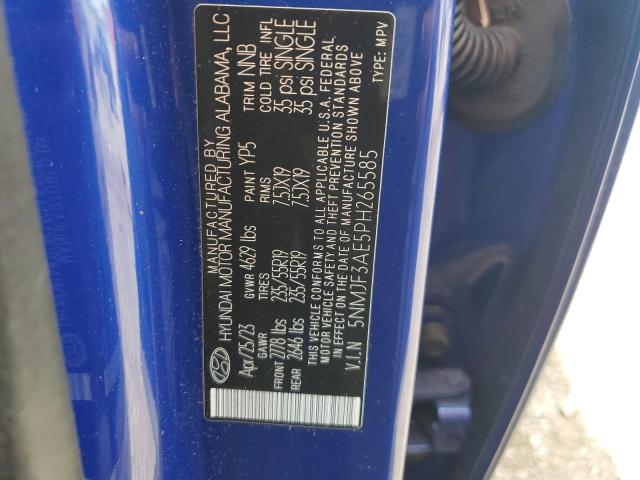 MANUFACTURED BY
HYUNDAI MOTOR MANUFACTURING ALABAMA, LLC
Apr/25/23 GVWR 4629 lbs PAINT YP5 TRIM NNB
GAWR RIMS COLD TIRE INFL
FRONT 2778 lbs 235/55R19 7.5JX19 35 psi SINGLE
REAR 2646 lbs 235/55R19 7.5JX19 35 psi SINGLE
THIS VEHICLE CONFORMS TO ALL APPLICABLE U.S.A. FEDERAL
MOTOR VEHICLE SAFETY AND THEFT PREVENTION STANDARDS
IN EFFECT ON THE DATE OF MANUFACTURE SHOWN ABOVE
V.I.N 5NMJF3AE5PH265585 TYPE: MPV